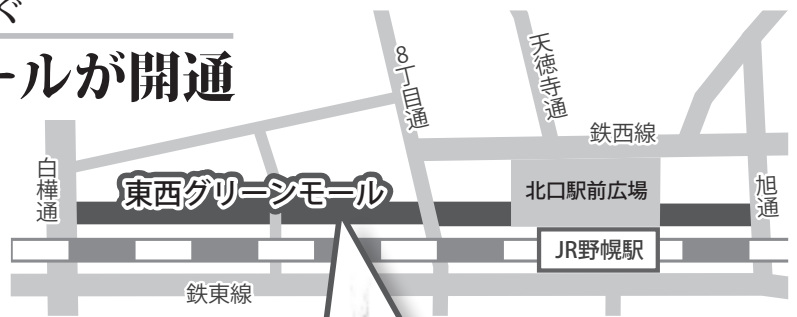 ぐ
ールが開通
8丁目通
天徳寺通
鉄西線
白樺通
東西グリーンモール
北口駅前広場
旭通
JR野幌駅
鉄東線